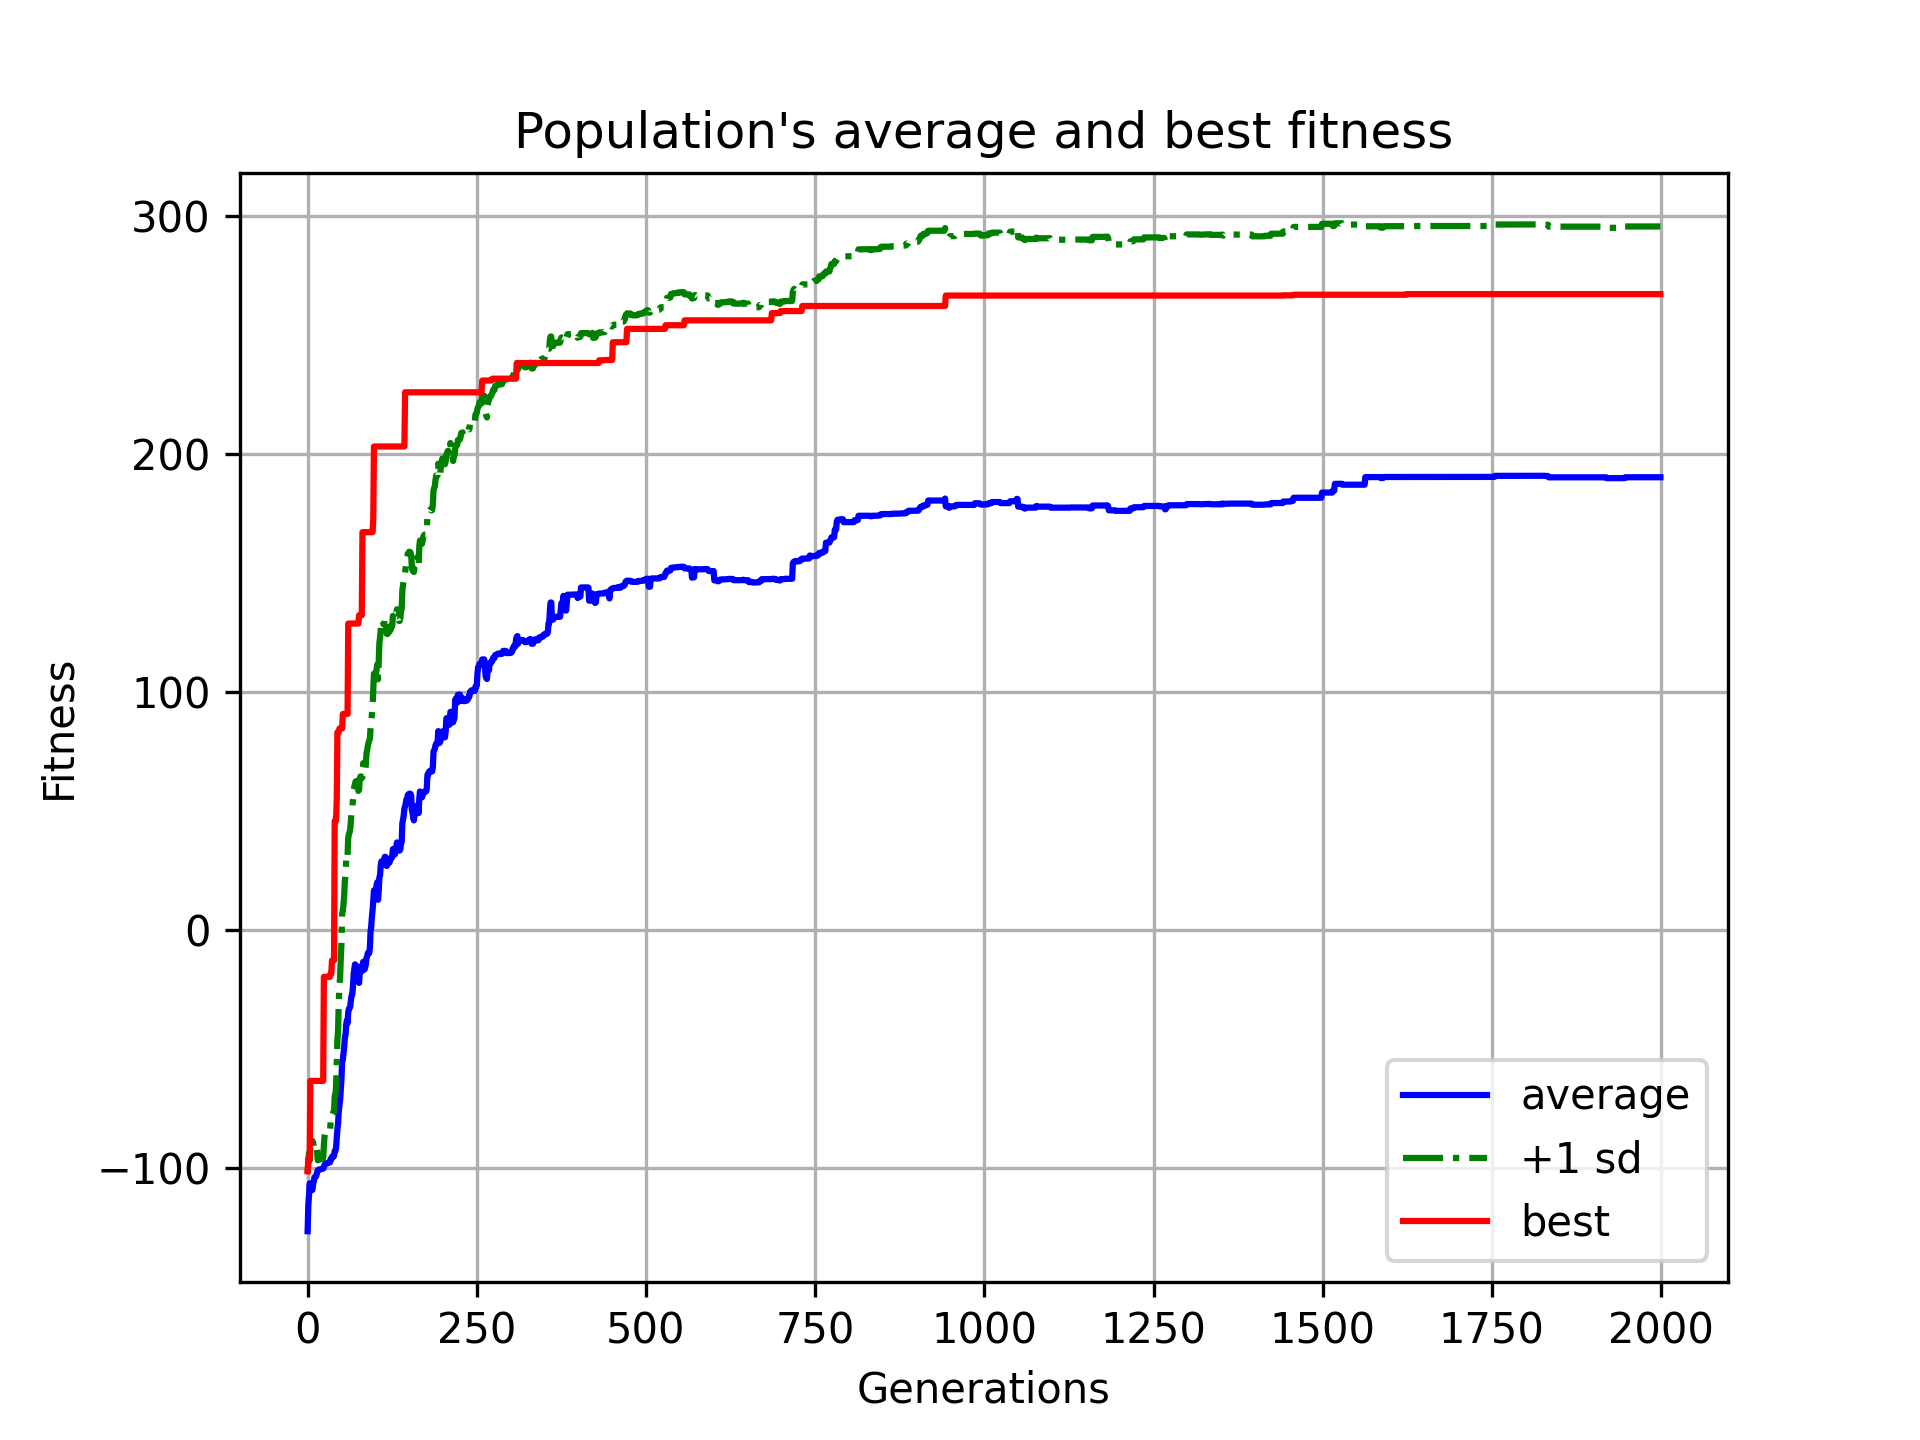 Population's average and best fitness
300
200
100
0
−100
Fitness
0 250 500 750 1000 1250 1500 1750 2000
Generations
average
+1 sd
best